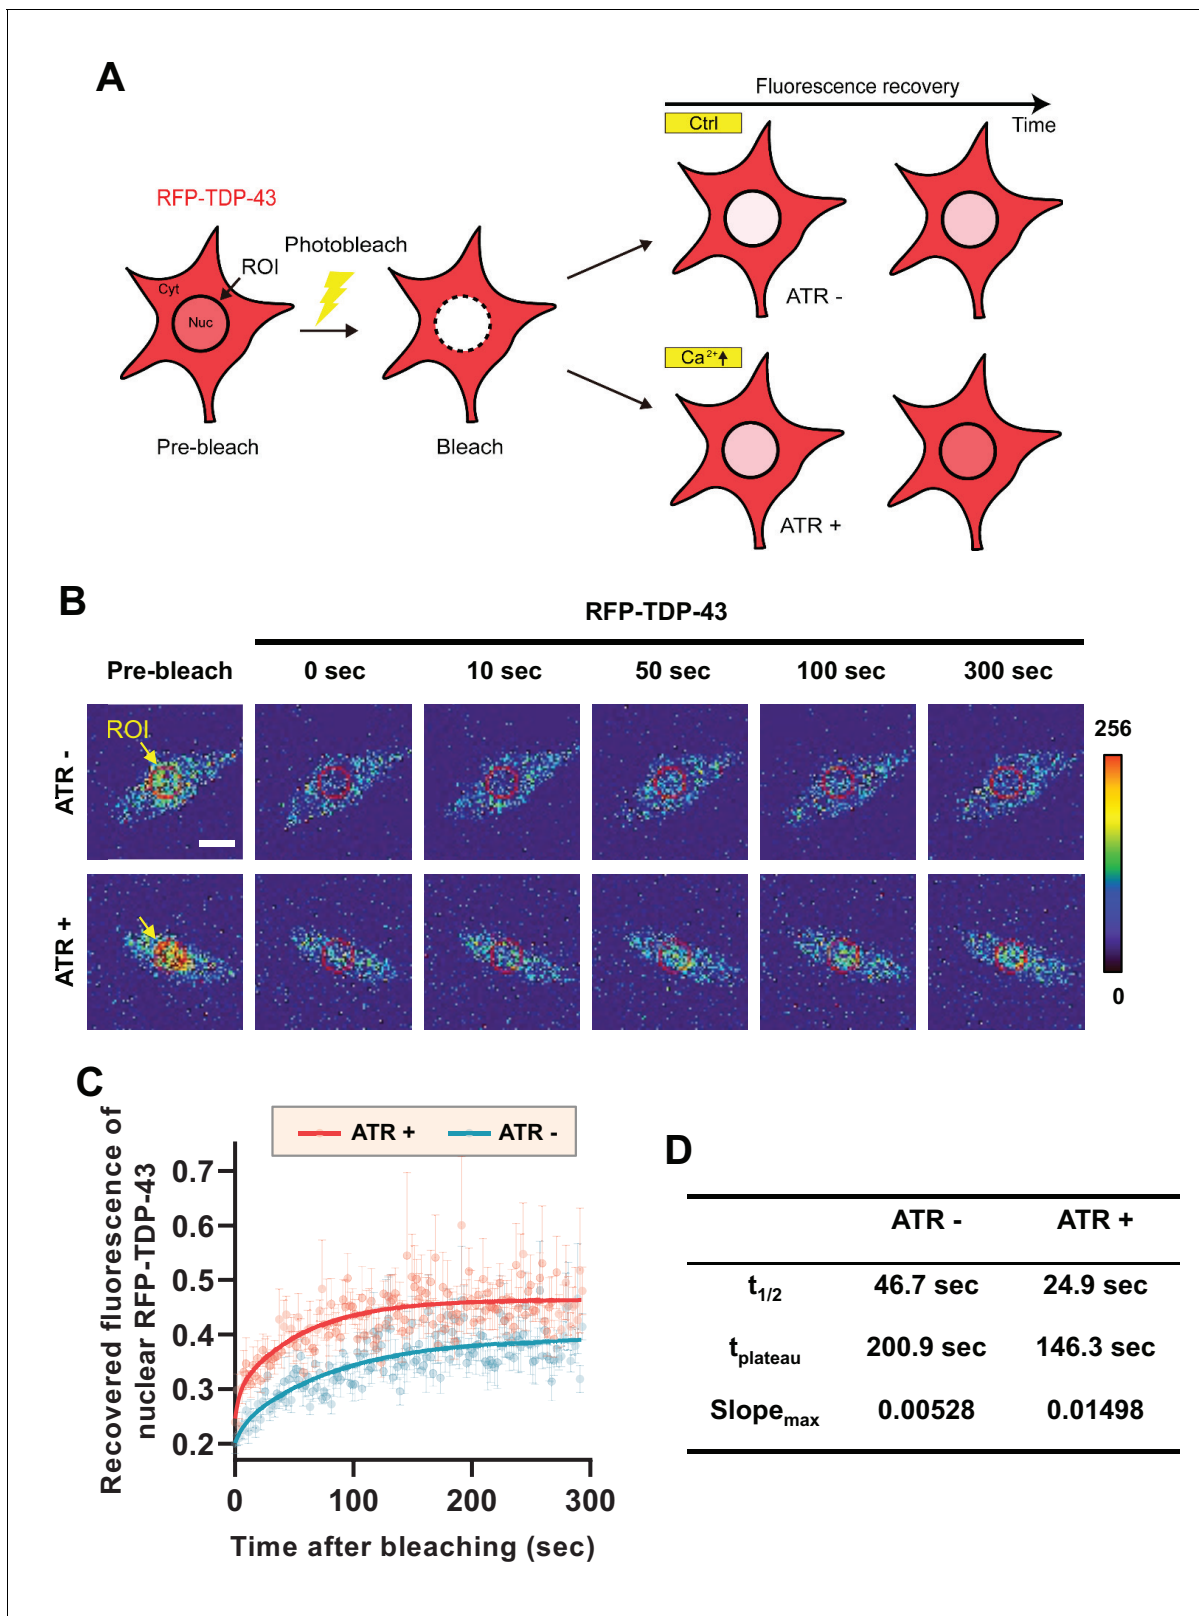 A
Fluorescence recovery
Ctrl
Time
RFP-TDP-43
Photobleach
ROI
Cyt
Nuc
ATR -
Ca²⁺↑
Pre-bleach
Bleach
ATR +
B
RFP-TDP-43
Pre-bleach 0 sec 10 sec 50 sec 100 sec 300 sec
ROI
ATR -
256
ATR +
0
C
ATR + ATR -
Recovered fluorescence of
nuclear RFP-TDP-43
0.7
0.6
0.5
0.4
0.3
0.2
0 100 200 300
Time after bleaching (sec)
D
ATR - ATR +
t1/2 46.7 sec 24.9 sec
tplateau 200.9 sec 146.3 sec
Slopemax 0.00528 0.01498